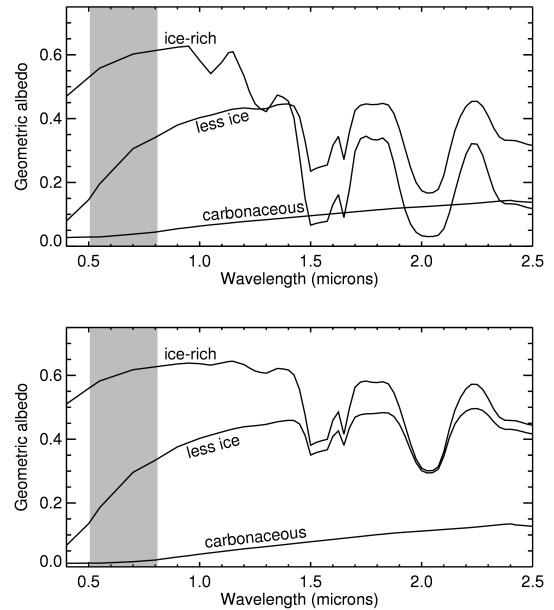 ice-rich
0.6
less ice
0.4
Geometric albedo
0.2
carbonaceous
0.0
0.5 1.0 1.5 2.0 2.5
Wavelength (microns)
ice-rich
0.6
less ice
0.4
Geometric albedo
0.2
carbonaceous
0.0
0.5 1.0 1.5 2.0 2.5
Wavelength (microns)